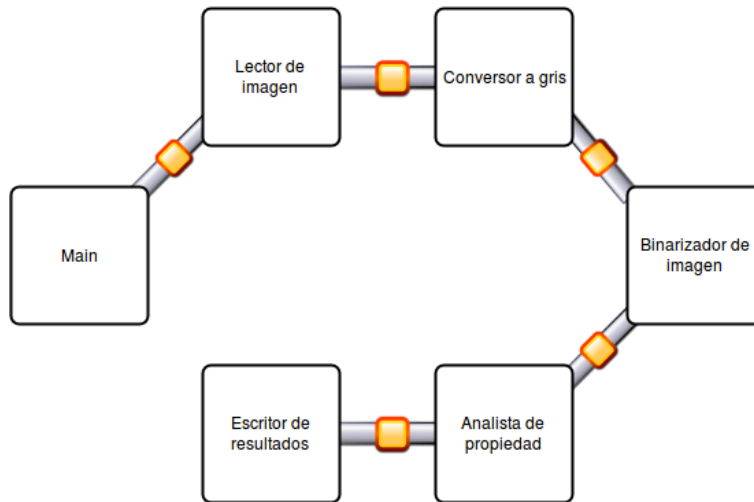 Lector de
imagen
Conversor a gris
Main
Binarizador de
imagen
Escritor de
resultados
Analista de
propiedad